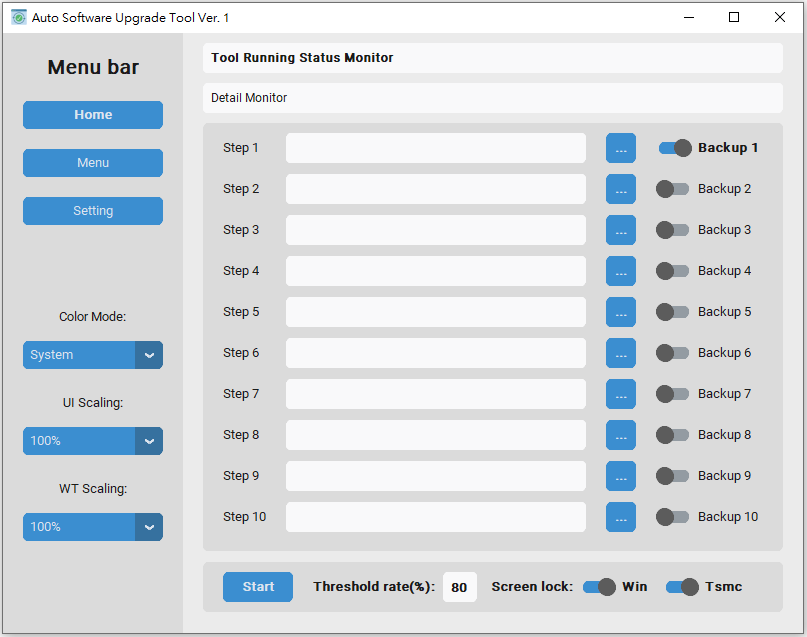 Auto Software Upgrade Tool Ver. 1
Menu bar
Home
Menu
Setting
Color Mode:
System
UI Scaling:
100%
WT Scaling:
100%
Tool Running Status Monitor
Detail Monitor
Step 1 ... Backup 1
Step 2 ... Backup 2
Step 3 ... Backup 3
Step 4 ... Backup 4
Step 5 ... Backup 5
Step 6 ... Backup 6
Step 7 ... Backup 7
Step 8 ... Backup 8
Step 9 ... Backup 9
Step 10 ... Backup 10
Start Threshold rate(%): 80 Screen lock: Win Tsmc